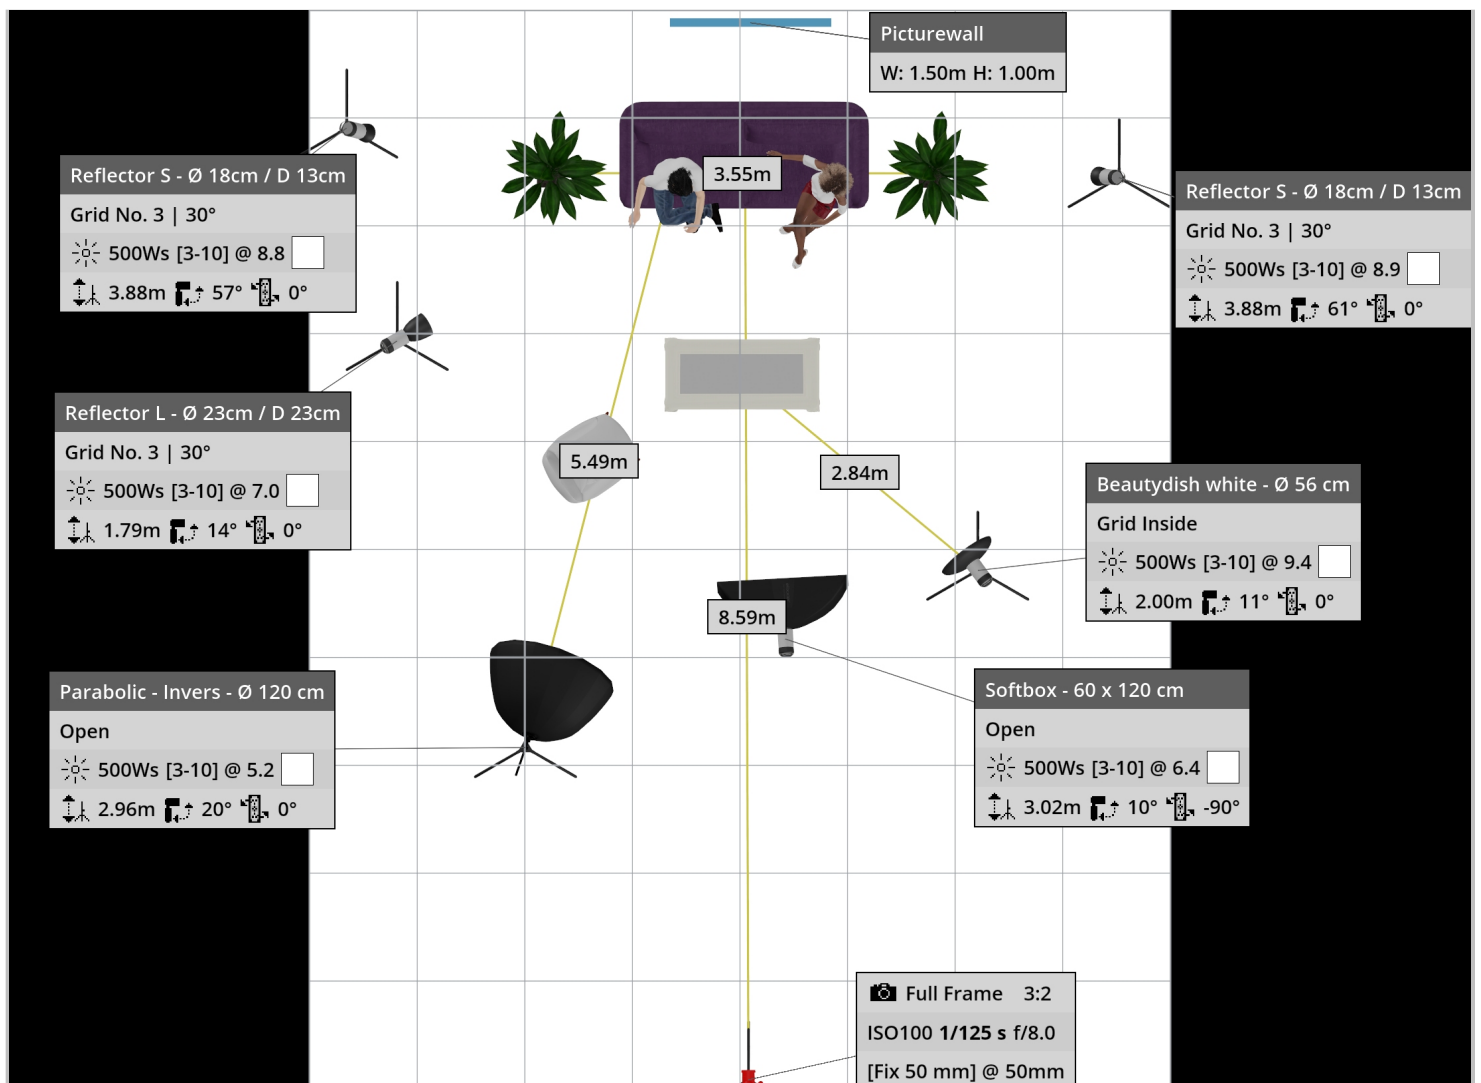 Picturewall
W: 1.50m H: 1.00m
Reflector S - Ø 18cm / D 13cm
Grid No. 3 | 30°
500Ws [3-10] @ 8.8
3.88m 57° 0°
3.55m
Reflector S - Ø 18cm / D 13cm
Grid No. 3 | 30°
500Ws [3-10] @ 8.9
3.88m 61° 0°
Reflector L - Ø 23cm / D 23cm
Grid No. 3 | 30°
500Ws [3-10] @ 7.0
1.79m 14° 0°
5.49m
2.84m
Beautydish white - Ø 56 cm
Grid Inside
500Ws [3-10] @ 9.4
2.00m 11° 0°
8.59m
Parabolic - Invers - Ø 120 cm
Open
500Ws [3-10] @ 5.2
2.96m 20° 0°
Softbox - 60 x 120 cm
Open
500Ws [3-10] @ 6.4
3.02m 10° -90°
Full Frame 3:2
ISO100 1/125 s f/8.0
[Fix 50 mm] @ 50mm